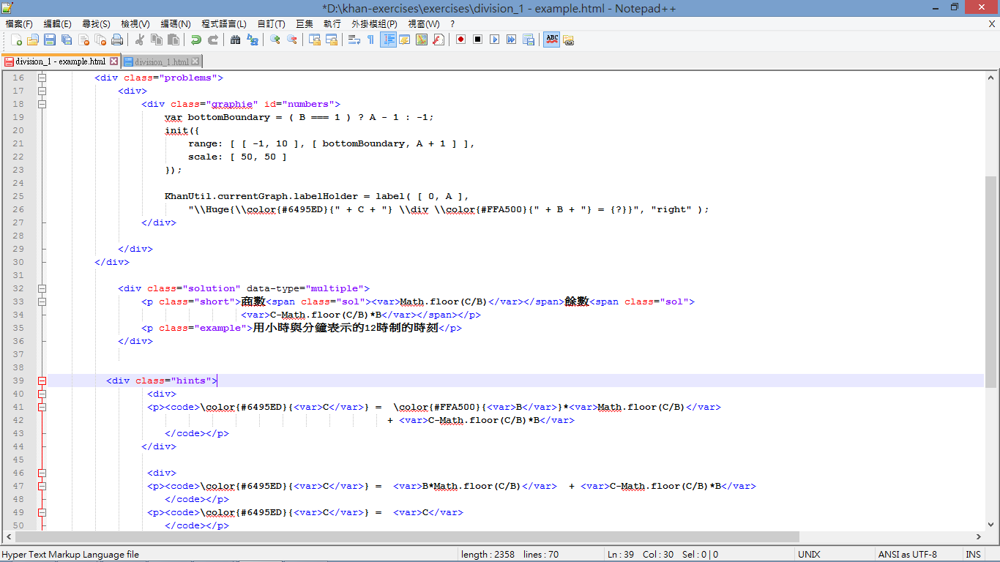 *D:\khan-exercises\exercises\division_1 - example.html - Notepad++
檔案(F) 編輯(E) 尋找(S) 檢視(V) 編碼(N) 程式語言(L) 自訂(T) 巨集 執行 外掛模組(P) 視窗(W) ? X
ABC
division_1 - example.html division_1.html
16 <div class="problems">
17 <div>
18 <div class="graphie" id="numbers">
19 var bottomBoundary = ( B === 1 ) ? A - 1 : -1;
20 init({
21 range: [ [ -1, 10 ], [ bottomBoundary, A + 1 ] ],
22 scale: [ 50, 50 ]
23 });
24
25 KhanUtil.currentGraph.labelHolder = label( [ 0, A ],
26 "\\Huge{\\color{#6495ED}{" + C + "} \\div \\color{#FFA500}{" + B + "} = {?}}", "right" );
27 </div>
28
29 </div>
30 </div>
31
32 <div class="solution" data-type="multiple">
33 <p class="short">商數<span class="sol"><var>Math.floor(C/B)</var></span>餘數<span class="sol">
34 <var>C-Math.floor(C/B)*B</var></span></p>
35 <p class="example">用小時與分鐘表示的12時制的時刻</p>
36 </div>
37
38
39 <div class="hints">
40 <div>
41 <p><code>\color{#6495ED}{<var>C</var>} = \color{#FFA500}{<var>B</var>}*<var>Math.floor(C/B)</var>
42 + <var>C-Math.floor(C/B)*B</var>
43 </code></p>
44 </div>
45
46 <div>
47 <p><code>\color{#6495ED}{<var>C</var>} = <var>B*Math.floor(C/B)</var> + <var>C-Math.floor(C/B)*B</var>
48 </code></p>
49 <p><code>\color{#6495ED}{<var>C</var>} = <var>C</var>
50 </code></p>
Hyper Text Markup Language file length : 2358 lines : 70 Ln : 39 Col : 30 Sel : 0 | 0 UNIX ANSI as UTF-8 INS